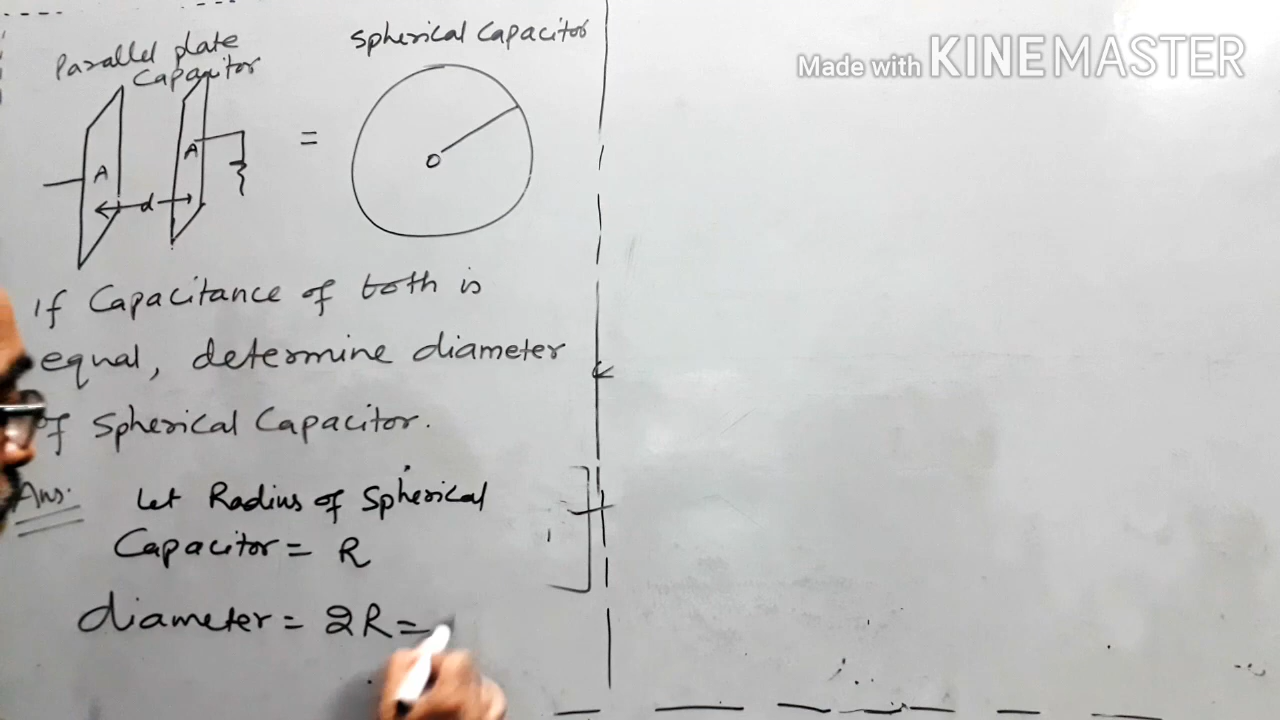 Parallel plate
Capacitor
Spherical Capacitor
A
A
d
=
O
If Capacitance of both is
equal, determine diameter
of Spherical Capacitor.
Ans. Let Radius of Spherical
Capacitor = R
diameter = 2R =
Made with KINEMASTER